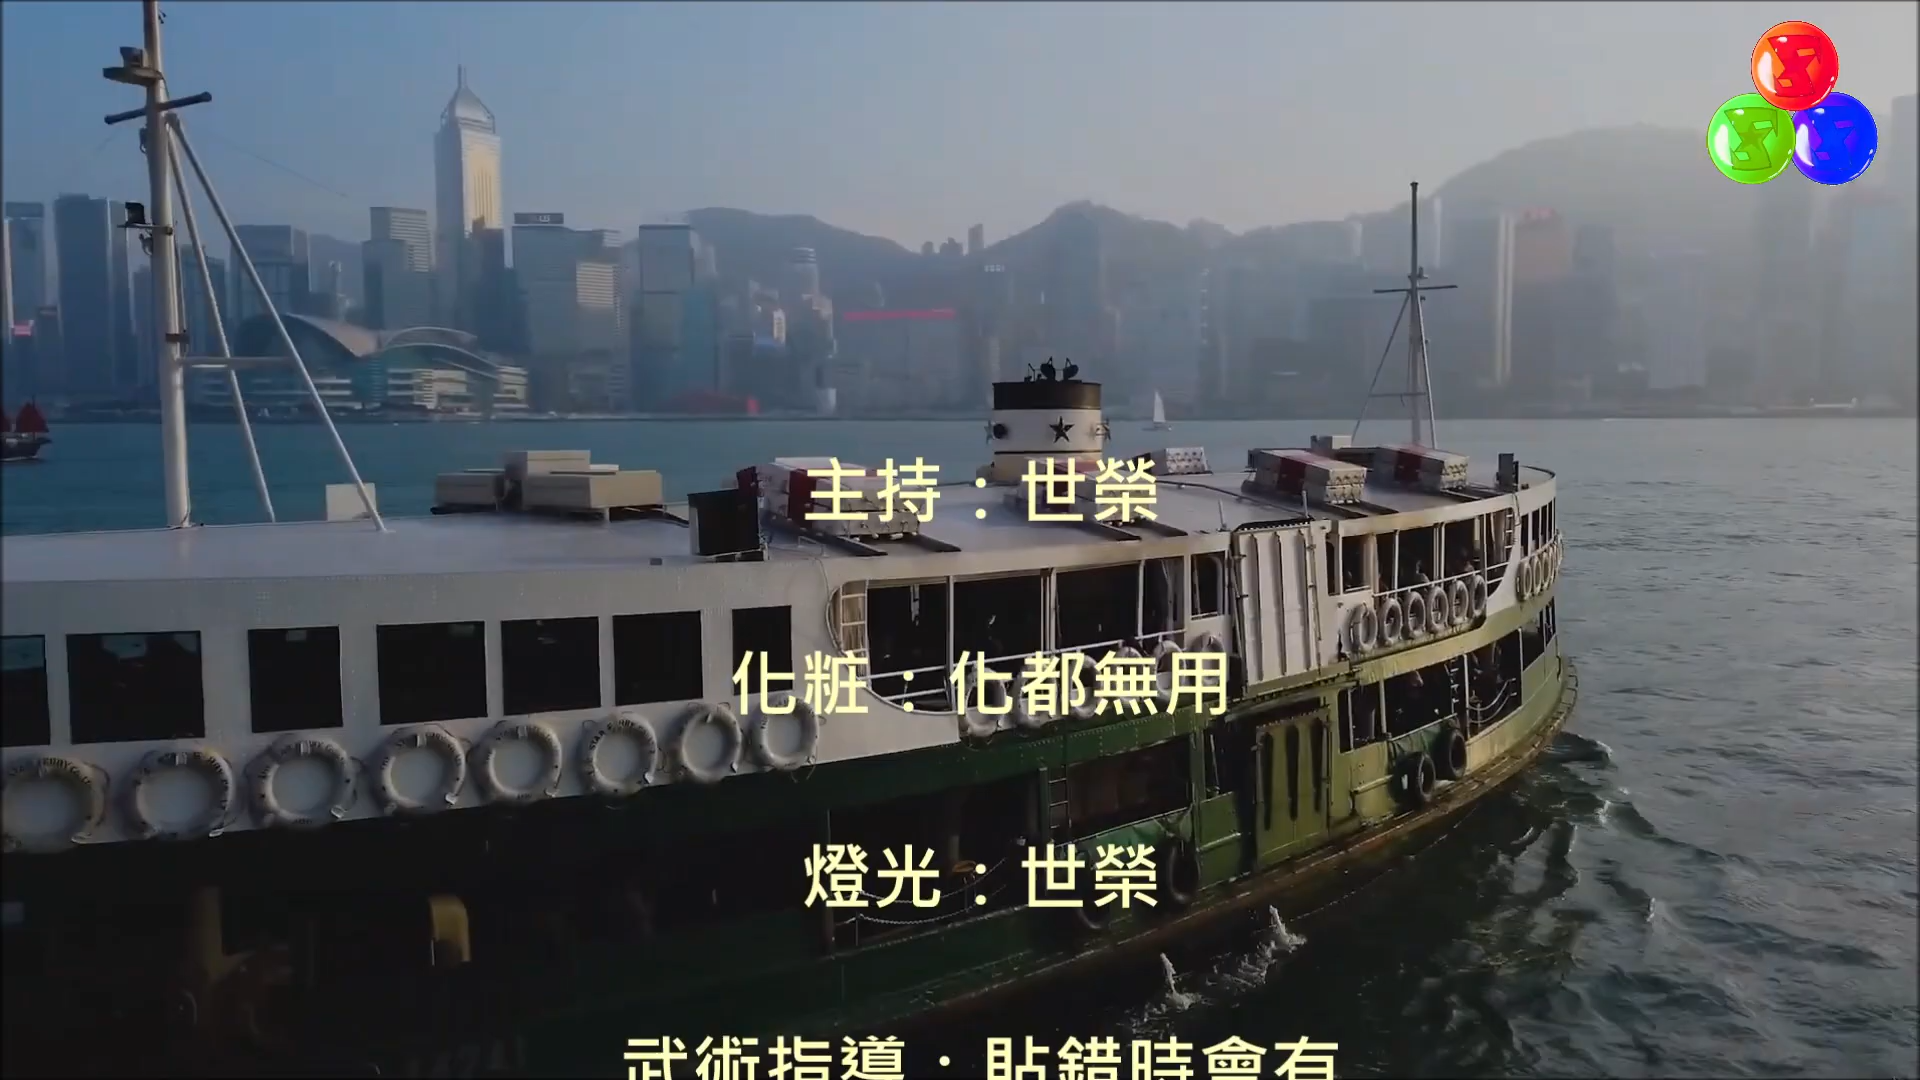 主持：世榮
化粧：化都無用
燈光：世榮
武術指導：貼錯時會有